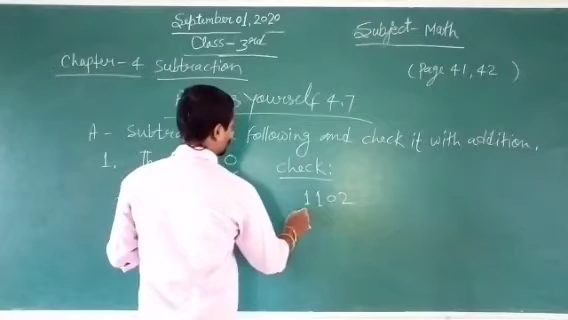 September 01, 2020
Subject- Math
Class- 3rd
Chapter-4 Subtraction
(Page 41, 42 )
yourself 4.7
A- following and check it with addition.
1. Th O check:
1102